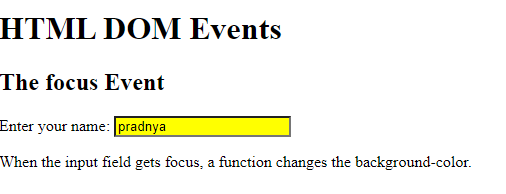 HTML DOM Events
The focus Event
Enter your name: pradnya
When the input field gets focus, a function changes the background-color.